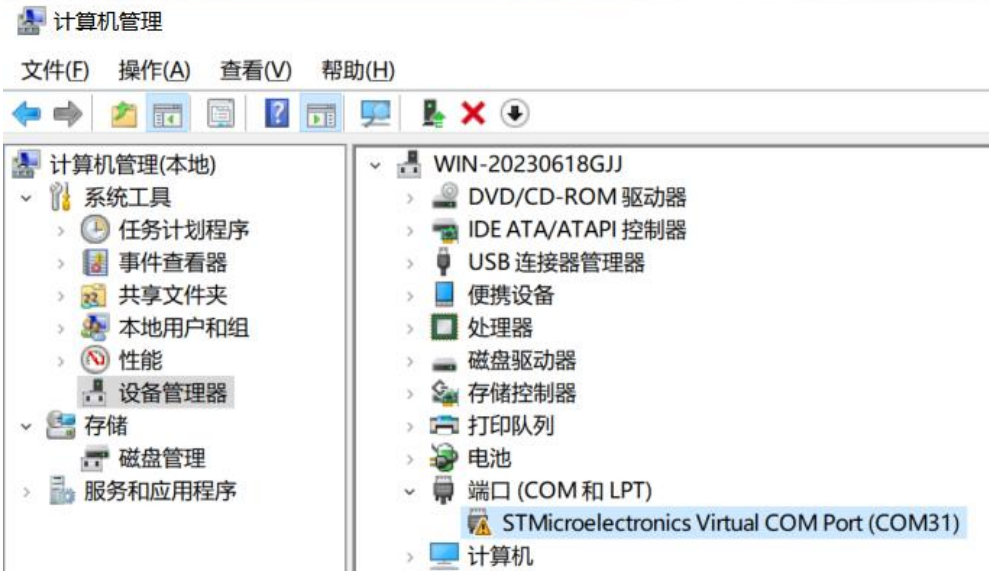 计算机管理
文件(F) 操作(A) 查看(V) 帮助(H)
计算机管理(本地)
系统工具
任务计划程序
事件查看器
共享文件夹
本地用户和组
性能
设备管理器
存储
磁盘管理
服务和应用程序
WIN-20230618GJJ
DVD/CD-ROM 驱动器
IDE ATA/ATAPI 控制器
USB 连接器管理器
便携设备
处理器
磁盘驱动器
存储控制器
打印队列
电池
端口 (COM 和 LPT)
STMicroelectronics Virtual COM Port (COM31)
计算机